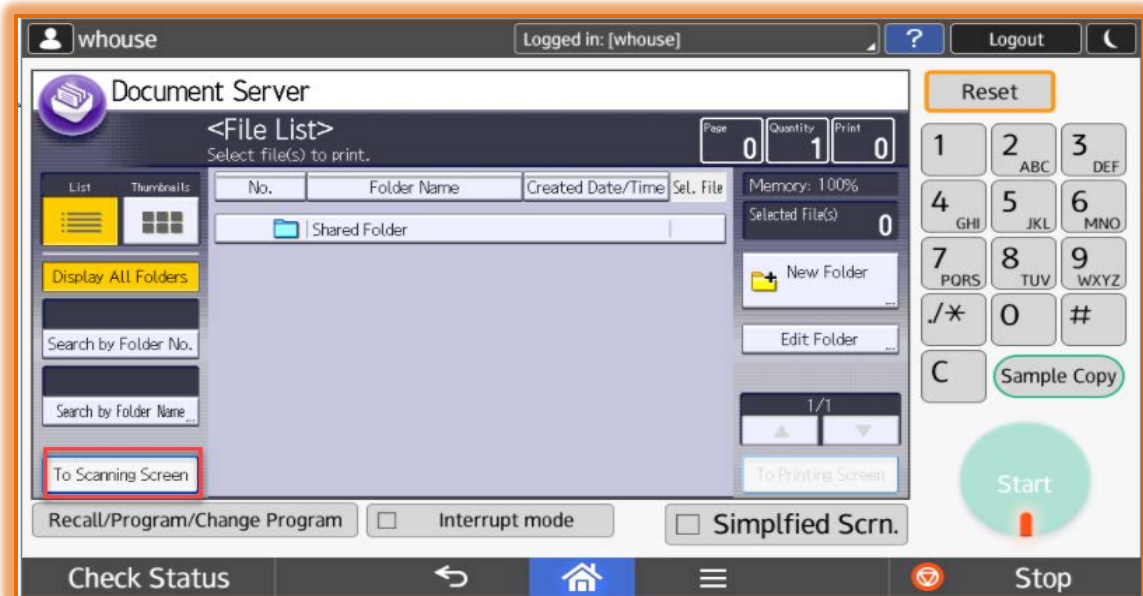 whouse
Logged in: [whouse]
?
Logout
Document Server
<File List>
Select file(s) to print.
Page
0
Quantity
1
Print
0
List
Thumbnails
No.
Folder Name
Created Date/Time
Sel. File
Shared Folder
Display All Folders
Search by Folder No.
Search by Folder Name
...
To Scanning Screen
Memory: 100%
Selected File(s)
0
New Folder
...
Edit Folder
...
1/1
To Printing Screen
Recall/Program/Change Program
Interrupt mode
Simplfied Scrn.
Reset
1
2
ABC
3
DEF
4
GHI
5
JKL
6
MNO
7
PQRS
8
TUV
9
WXYZ
./*
0
#
C
Sample Copy
Start
Check Status
Stop